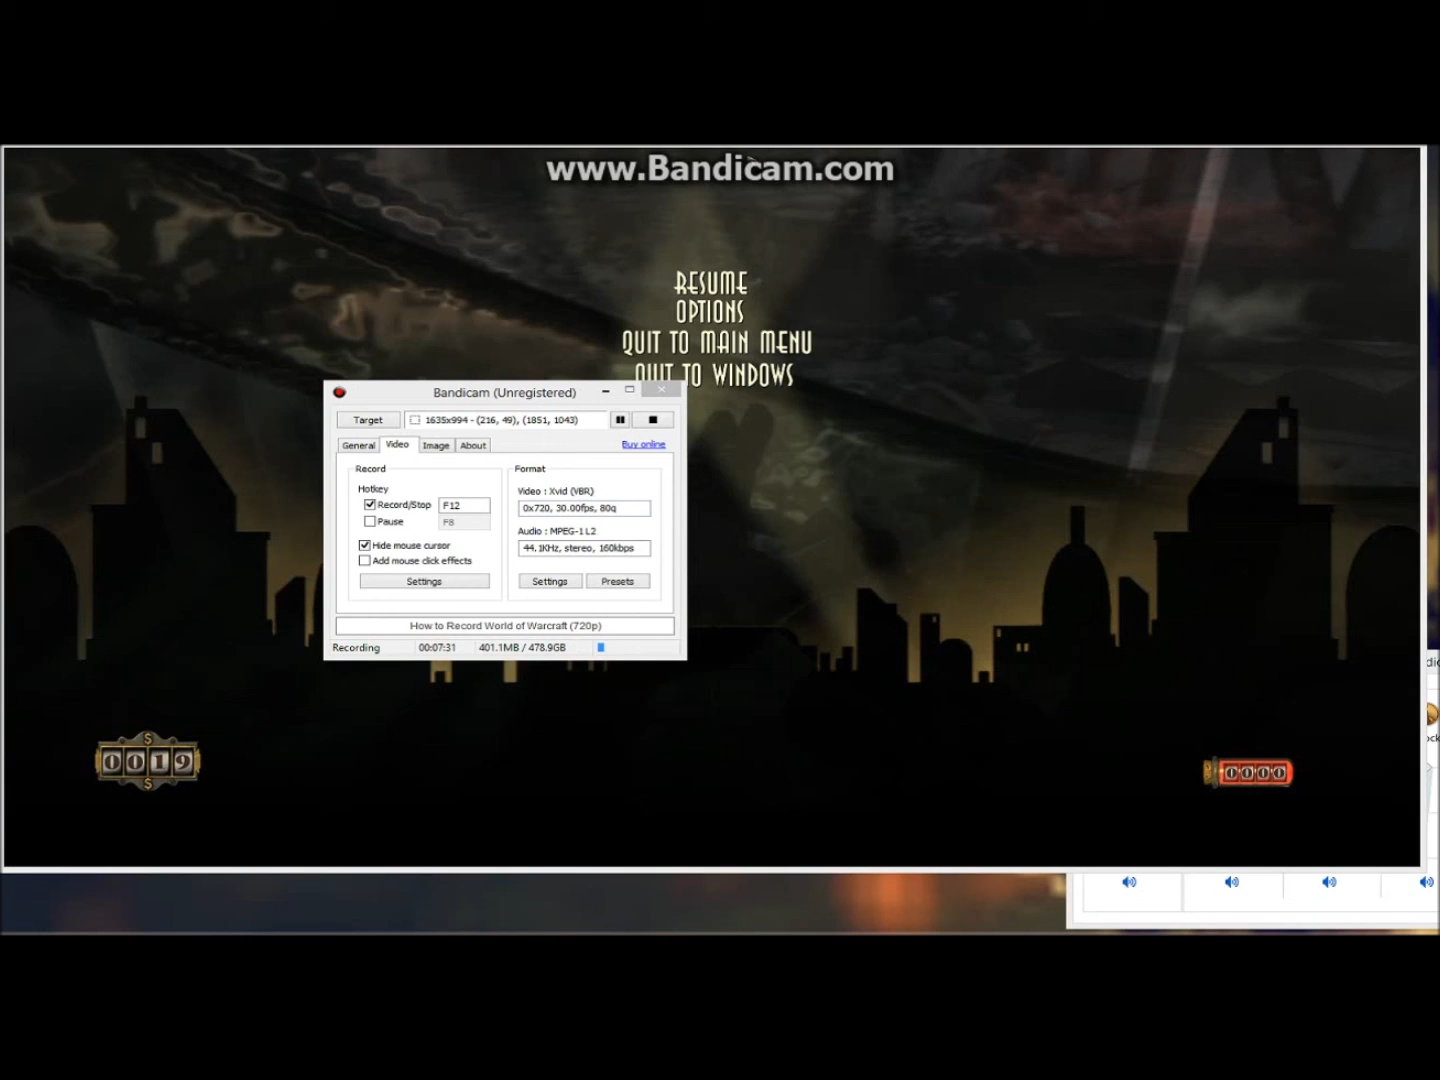 www.Bandicam.com
RESUME
OPTIONS
QUIT TO MAIN MENU
QUIT TO WINDOWS
Bandicam (Unregistered)
Target 1635x994 - (216, 49), (1851, 1043)
General Video Image About Buy online
Record Format
Hotkey
Video : Xvid (VBR)
Record/Stop F12
0x720, 30.00fps, 80q
Pause F8
Audio : MPEG-1 L2
Hide mouse cursor
44.1KHz, stereo, 160kbps
Add mouse click effects
Settings Settings Presets
How to Record World of Warcraft (720p)
Recording 00:07:31 401.1MB / 478.9GB
$
0019
$
0000